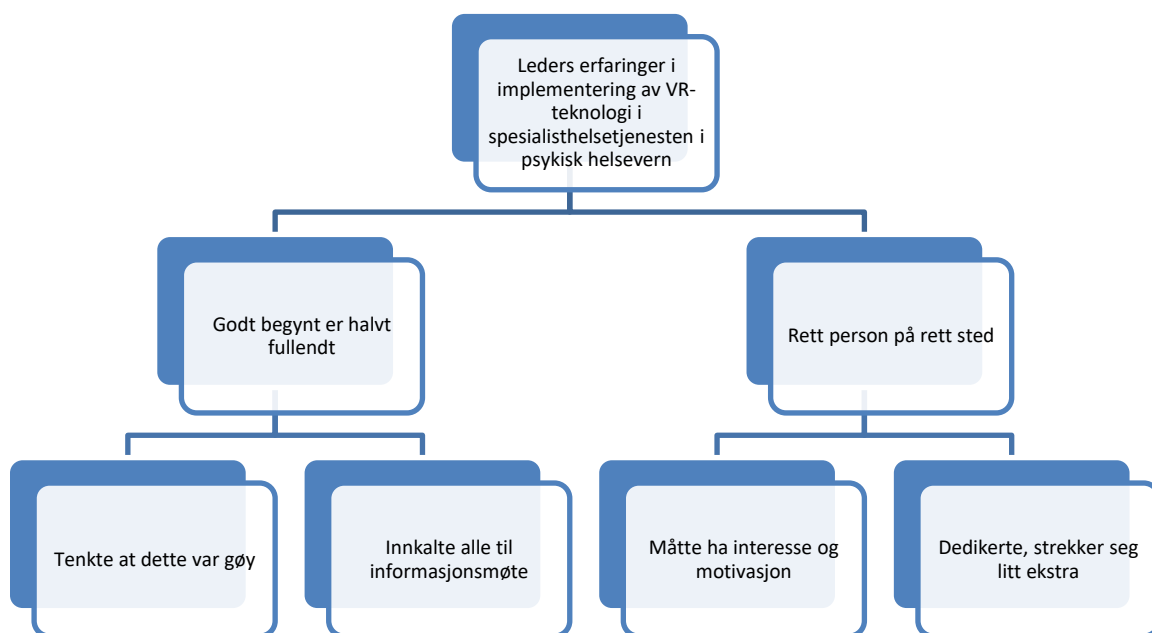 Leders erfaringer i
implementering av VR-
teknologi i
spesialisthelsetjenesten i
psykisk helsevern
Godt begynt er halvt
fullendt
Rett person på rett sted
Tenkte at dette var gøy
Innkalte alle til
informasjonsmøte
Måtte ha interesse og
motivasjon
Dedikerte, strekker seg
litt ekstra